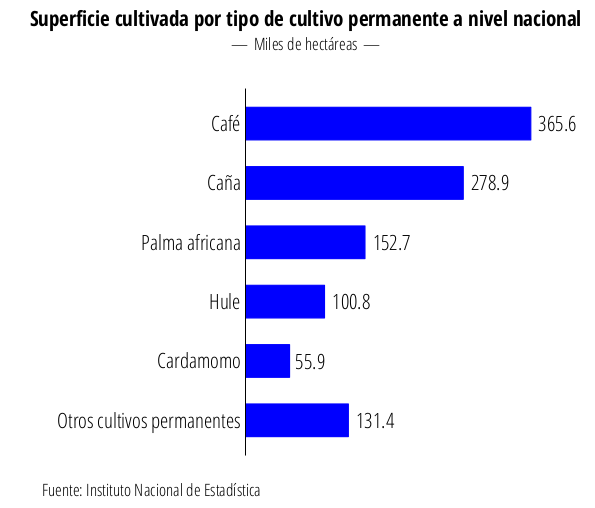 Superficie cultivada por tipo de cultivo permanente a nivel nacional
— Miles de hectáreas —
Café 365.6
Caña 278.9
Palma africana 152.7
Hule 100.8
Cardamomo 55.9
Otros cultivos permanentes 131.4
Fuente: Instituto Nacional de Estadística